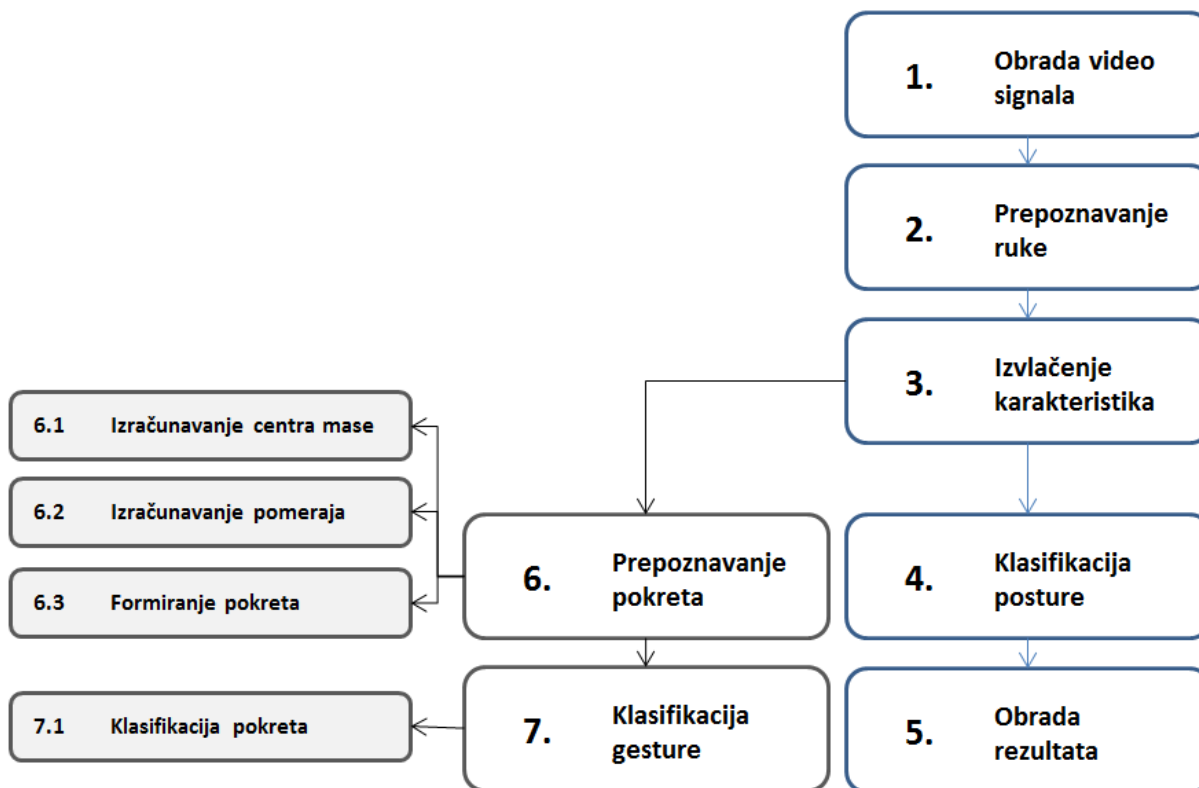 1. Obrada video
signala
2. Prepoznavanje
ruke
3. Izvlačenje
karakteristika
6.1 Izračunavanje centra mase
6.2 Izračunavanje pomeraja
6.3 Formiranje pokreta
6. Prepoznavanje
pokreta
4. Klasifikacija
posture
7.1 Klasifikacija pokreta
7. Klasifikacija
gesture
5. Obrada
rezultata